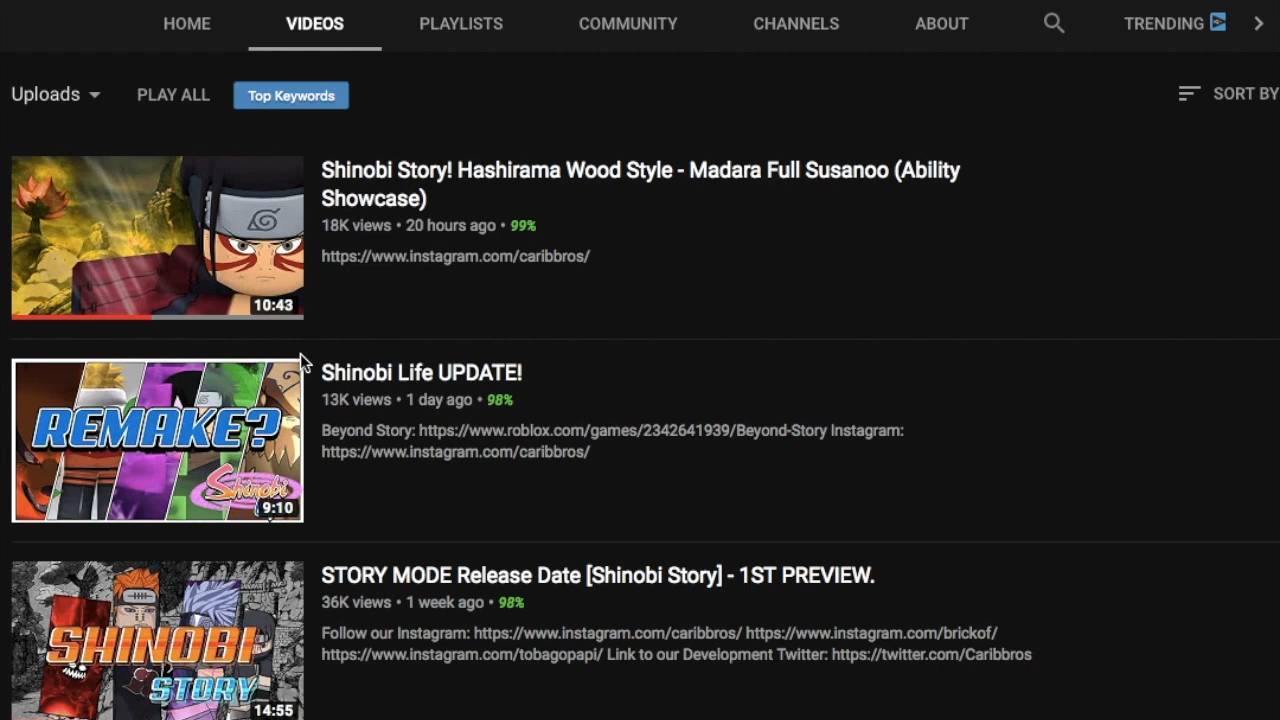 HOME VIDEOS PLAYLISTS COMMUNITY CHANNELS ABOUT TRENDING
Uploads PLAY ALL Top Keywords SORT BY
Shinobi Story! Hashirama Wood Style - Madara Full Susanoo (Ability
Showcase)
18K views • 20 hours ago • 99%
https://www.instagram.com/caribbros/
10:43
Shinobi Life UPDATE!
13K views • 1 day ago • 98%
Beyond Story: https://www.roblox.com/games/2342641939/Beyond-Story Instagram:
https://www.instagram.com/caribbros/
REMAKE?
Shinobi
9:10
STORY MODE Release Date [Shinobi Story] - 1ST PREVIEW.
36K views • 1 week ago • 98%
Follow our Instagram: https://www.instagram.com/caribbros/ https://www.instagram.com/brickof/
https://www.instagram.com/tobagopapi/ Link to our Development Twitter: https://twitter.com/Caribbros
SHINOBI
STORY
14:55